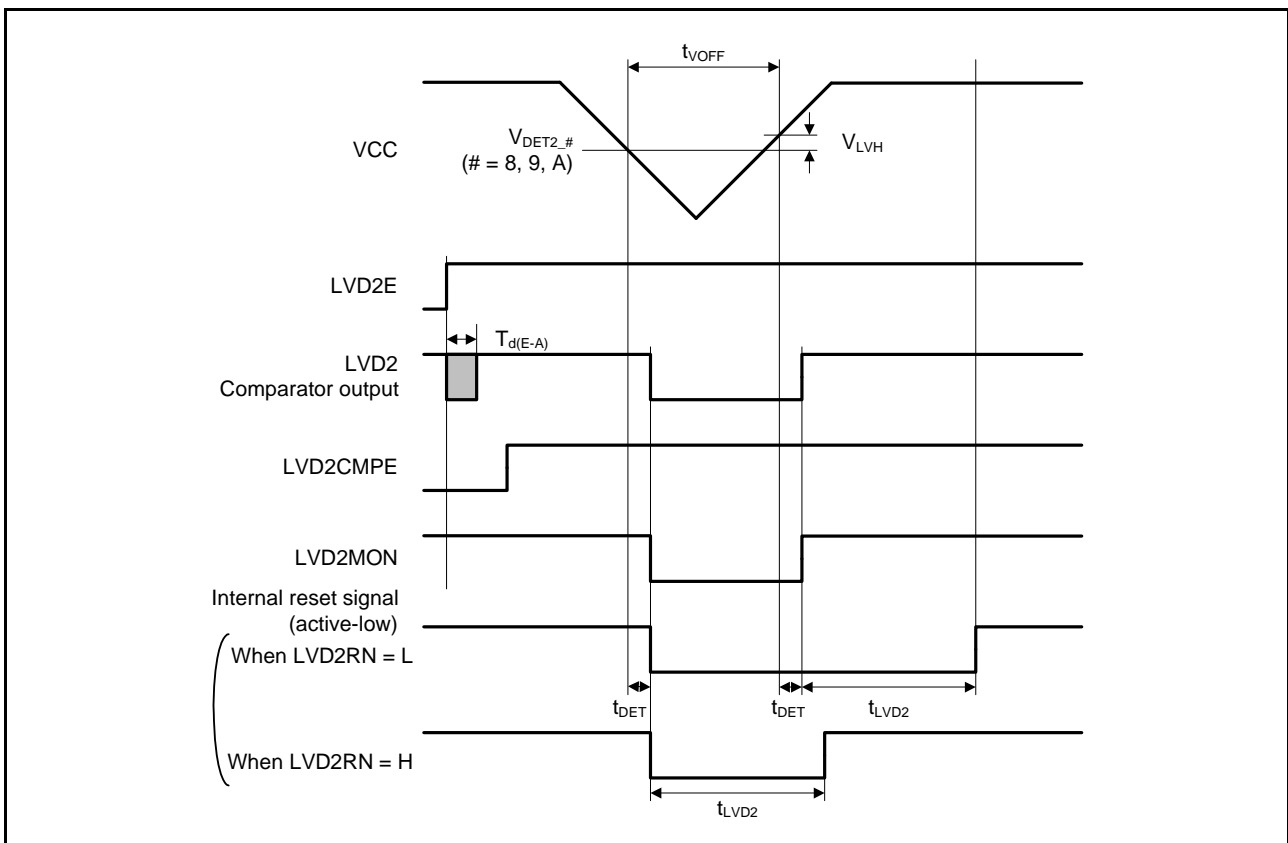 tVOFF
VCC
VDET2_#
(# = 8, 9, A)
VLVH
LVD2E
Td(E-A)
LVD2
Comparator output
LVD2CMPE
LVD2MON
Internal reset signal
(active-low)
When LVD2RN = L
tDET
tDET
tLVD2
When LVD2RN = H
tLVD2